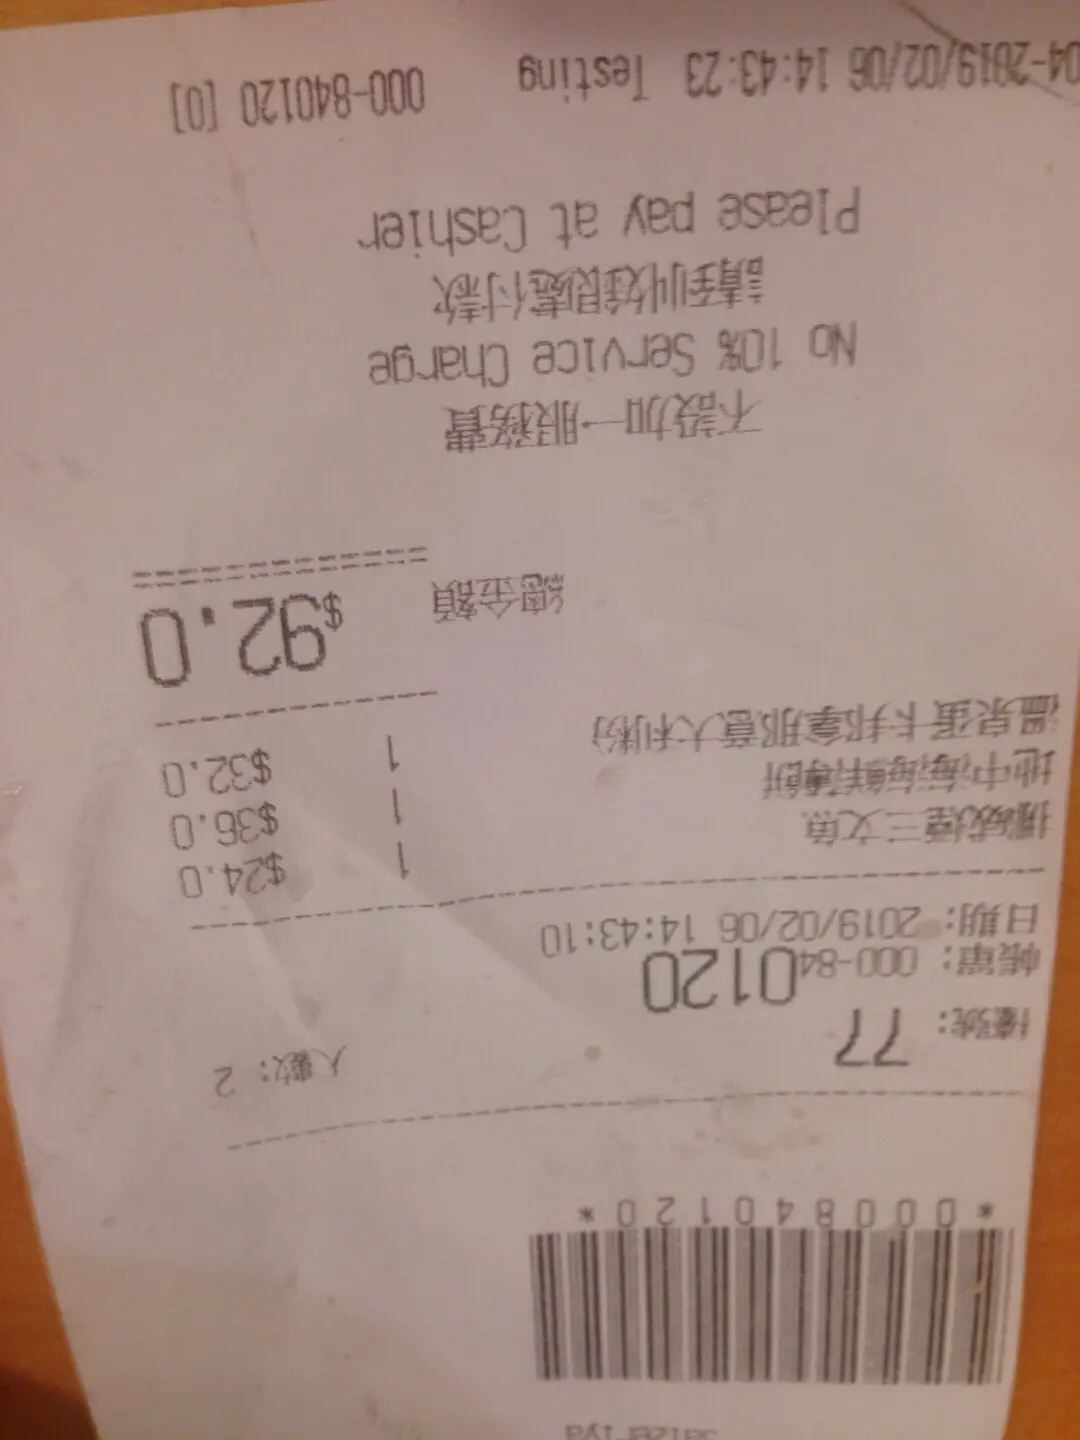 Saizeriya
*000840120*
檯號: 77 人數: 2
帳單: 000-840120
日期: 2019/02/06 14:43:10
挪威煙三文魚 1 $24.0
地中海海鮮薄餅 1 $36.0
溫泉蛋卡邦拿那意大利粉 1 $32.0
總金額 $92.0
不設加一服務費
No 10% Service Charge
請到收銀處付款
Please pay at Cashier
04-2019/02/06 14:43:23 Testing 000-840120 [0]